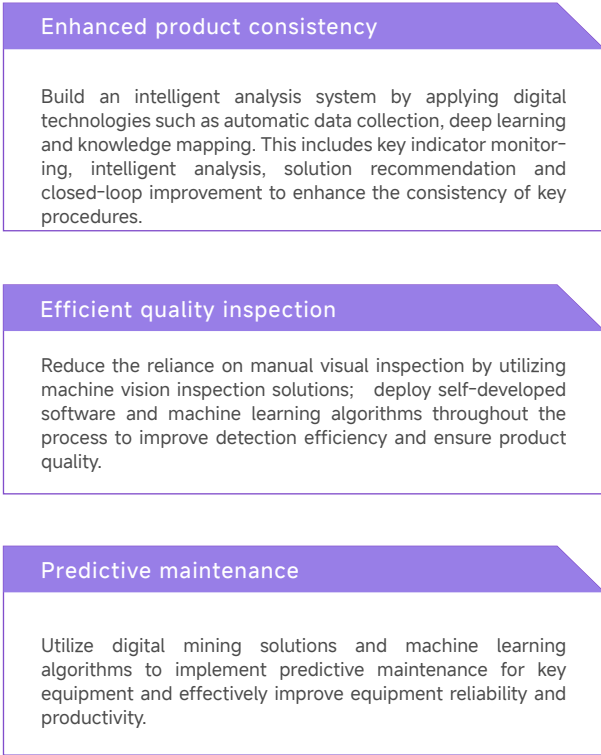 Enhanced product consistency
Build an intelligent analysis system by applying digital
technologies such as automatic data collection, deep learning
and knowledge mapping. This includes key indicator monitor-
ing, intelligent analysis, solution recommendation and
closed-loop improvement to enhance the consistency of key
procedures.
Efficient quality inspection
Reduce the reliance on manual visual inspection by utilizing
machine vision inspection solutions; deploy self-developed
software and machine learning algorithms throughout the
process to improve detection efficiency and ensure product
quality.
Predictive maintenance
Utilize digital mining solutions and machine learning
algorithms to implement predictive maintenance for key
equipment and effectively improve equipment reliability and
productivity.